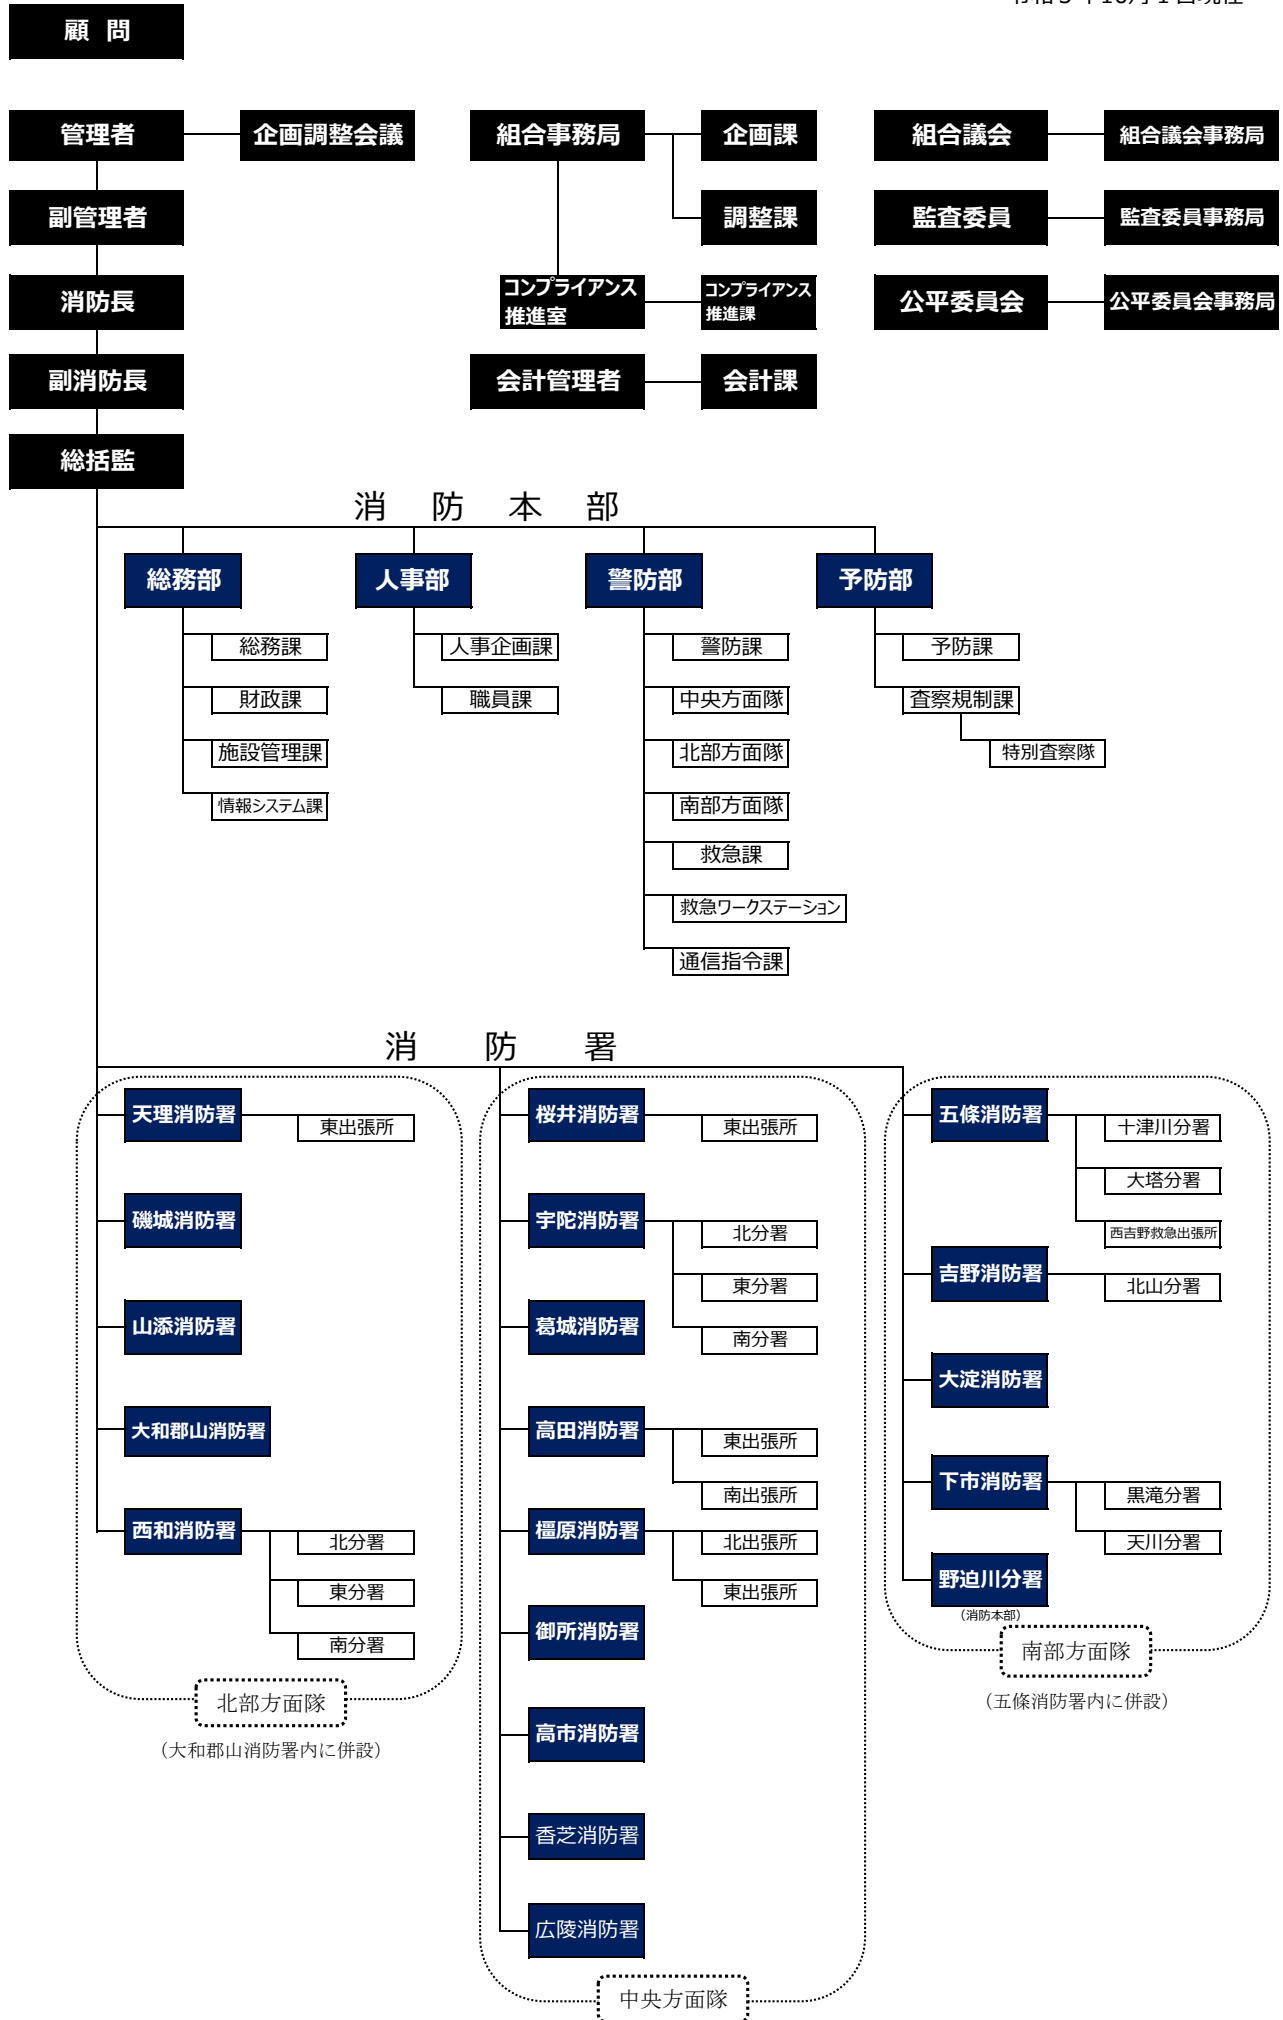 顧 問
管理者
企画調整会議
組合事務局
企画課
組合議会
組合議会事務局
副管理者
調整課
監査委員
監査委員事務局
消防長
コンプライアンス
推進室
コンプライアンス
推進課
公平委員会
公平委員会事務局
副消防長
会計管理者
会計課
総括監
消 防 本 部
総務部
人事部
警防部
予防部
総務課
人事企画課
警防課
予防課
財政課
職員課
中央方面隊
査察規制課
施設管理課
北部方面隊
特別査察隊
情報システム課
南部方面隊
救急課
救急ワークステーション
通信指令課
消 防 署
天理消防署
東出張所
磯城消防署
山添消防署
大和郡山消防署
西和消防署
北分署
東分署
南分署
北部方面隊
（大和郡山消防署内に併設）
桜井消防署
東出張所
宇陀消防署
北分署
東分署
葛城消防署
南分署
高田消防署
東出張所
南出張所
橿原消防署
北出張所
東出張所
御所消防署
高市消防署
香芝消防署
広陵消防署
中央方面隊
五條消防署
十津川分署
大塔分署
西吉野救急出張所
吉野消防署
北山分署
大淀消防署
下市消防署
黒滝分署
天川分署
野迫川分署
（消防本部）
南部方面隊
（五條消防署内に併設）